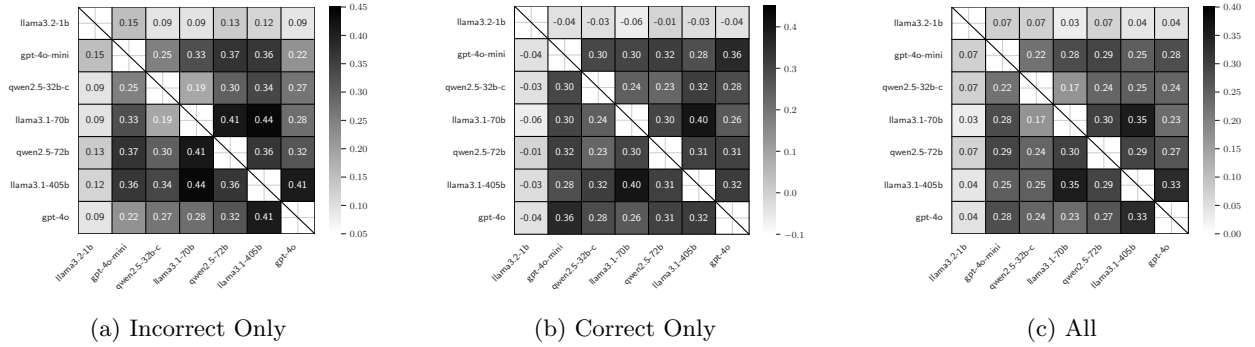 llama3.2-1b 0.15 0.09 0.09 0.13 0.12 0.09
gpt-4o-mini 0.15 0.25 0.33 0.37 0.36 0.22
qwen2.5-32b-c 0.09 0.25 0.19 0.30 0.34 0.27
llama3.1-70b 0.09 0.33 0.19 0.41 0.44 0.28
qwen2.5-72b 0.13 0.37 0.30 0.41 0.36 0.32
llama3.1-405b 0.12 0.36 0.34 0.44 0.36 0.41
gpt-4o 0.09 0.22 0.27 0.28 0.32 0.41
llama3.2-1b gpt-4o-mini qwen2.5-32b-c llama3.1-70b qwen2.5-72b llama3.1-405b gpt-4o
0.45
0.40
0.35
0.30
0.25
0.20
0.15
0.10
0.05
(a) Incorrect Only
llama3.2-1b -0.04 -0.03 -0.06 -0.01 -0.03 -0.04
gpt-4o-mini -0.04 0.30 0.30 0.32 0.28 0.36
qwen2.5-32b-c -0.03 0.30 0.24 0.23 0.32 0.28
llama3.1-70b -0.06 0.30 0.24 0.30 0.40 0.26
qwen2.5-72b -0.01 0.32 0.23 0.30 0.31 0.31
llama3.1-405b -0.03 0.28 0.32 0.40 0.31 0.32
gpt-4o -0.04 0.36 0.28 0.26 0.31 0.32
llama3.2-1b gpt-4o-mini qwen2.5-32b-c llama3.1-70b qwen2.5-72b llama3.1-405b gpt-4o
0.4
0.3
0.2
0.1
0.0
−0.1
(b) Correct Only
llama3.2-1b 0.07 0.07 0.03 0.07 0.04 0.04
gpt-4o-mini 0.07 0.22 0.28 0.29 0.25 0.28
qwen2.5-32b-c 0.07 0.22 0.17 0.24 0.25 0.24
llama3.1-70b 0.03 0.28 0.17 0.30 0.35 0.23
qwen2.5-72b 0.07 0.29 0.24 0.30 0.29 0.27
llama3.1-405b 0.04 0.25 0.25 0.35 0.29 0.33
gpt-4o 0.04 0.28 0.24 0.23 0.27 0.33
llama3.2-1b gpt-4o-mini qwen2.5-32b-c llama3.1-70b qwen2.5-72b llama3.1-405b gpt-4o
0.40
0.35
0.30
0.25
0.20
0.15
0.10
0.05
0.00
(c) All